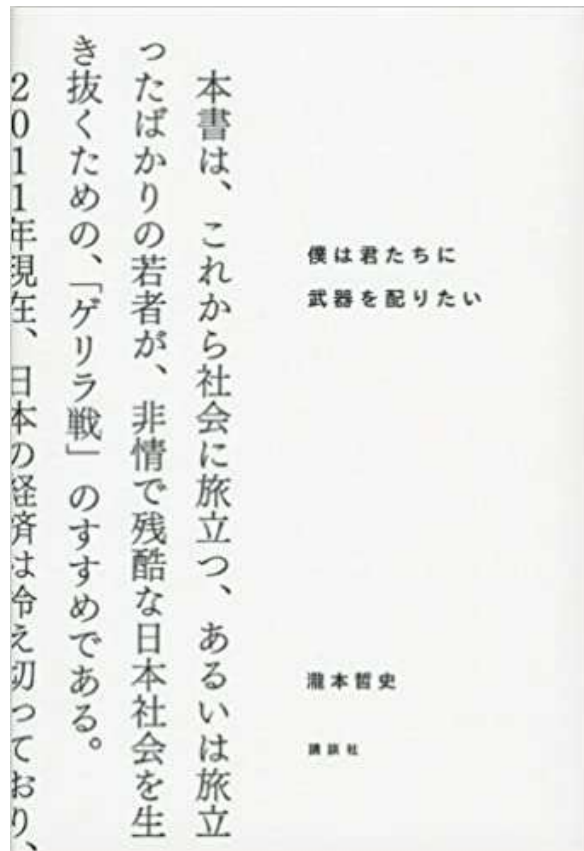 僕は君たちに
武器を配りたい
瀧本哲史
講談社
本書は、これから社会に旅立つ、あるいは旅立
ったばかりの若者が、非情で残酷な日本社会を生
き抜くための、「ゲリラ戦」のすすめである。
2011年現在、日本の経済は冷え切っており、